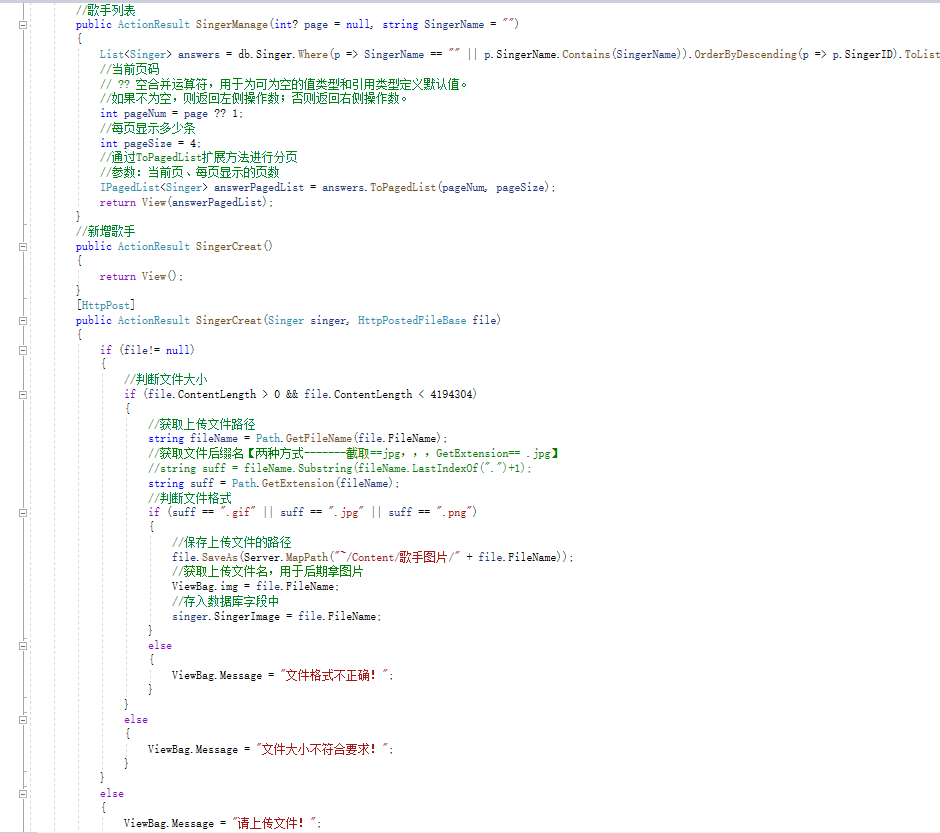 //歌手列表
public ActionResult SingerManage(int? page = null, string SingerName = "")
{
List<Singer> answers = db.Singer.Where(p => SingerName == "" || p.SingerName.Contains(SingerName)).OrderByDescending(p => p.SingerID).ToList
//当前页码
// ?? 空合并运算符，用于为可为空的值类型和引用类型定义默认值。
//如果不为空，则返回左侧操作数；否则返回右侧操作数。
int pageNum = page ?? 1;
//每页显示多少条
int pageSize = 4;
//通过ToPagedList扩展方法进行分页
//参数：当前页、每页显示的页数
IPagedList<Singer> answerPagedList = answers.ToPagedList(pageNum, pageSize);
return View(answerPagedList);
}
//新增歌手
public ActionResult SingerCreat()
{
return View();
}
[HttpPost]
public ActionResult SingerCreat(Singer singer, HttpPostedFileBase file)
{
if (file!= null)
{
//判断文件大小
if (file.ContentLength > 0 && file.ContentLength < 4194304)
{
//获取上传文件路径
string fileName = Path.GetFileName(file.FileName);
//获取文件后缀名【两种方式-------截取==jpg，，，GetExtension== .jpg】
//string suff = fileName.Substring(fileName.LastIndexOf(".")+1);
string suff = Path.GetExtension(fileName);
//判断文件格式
if (suff == ".gif" || suff == ".jpg" || suff == ".png")
{
//保存上传文件的路径
file.SaveAs(Server.MapPath("~/Content/歌手图片/" + file.FileName));
//获取上传文件名，用于后期拿图片
ViewBag.img = file.FileName;
//存入数据库字段中
singer.SingerImage = file.FileName;
}
else
{
ViewBag.Message = "文件格式不正确！";
}
}
else
{
ViewBag.Message = "文件大小不符合要求！";
}
}
else
{
ViewBag.Message = "请上传文件！";